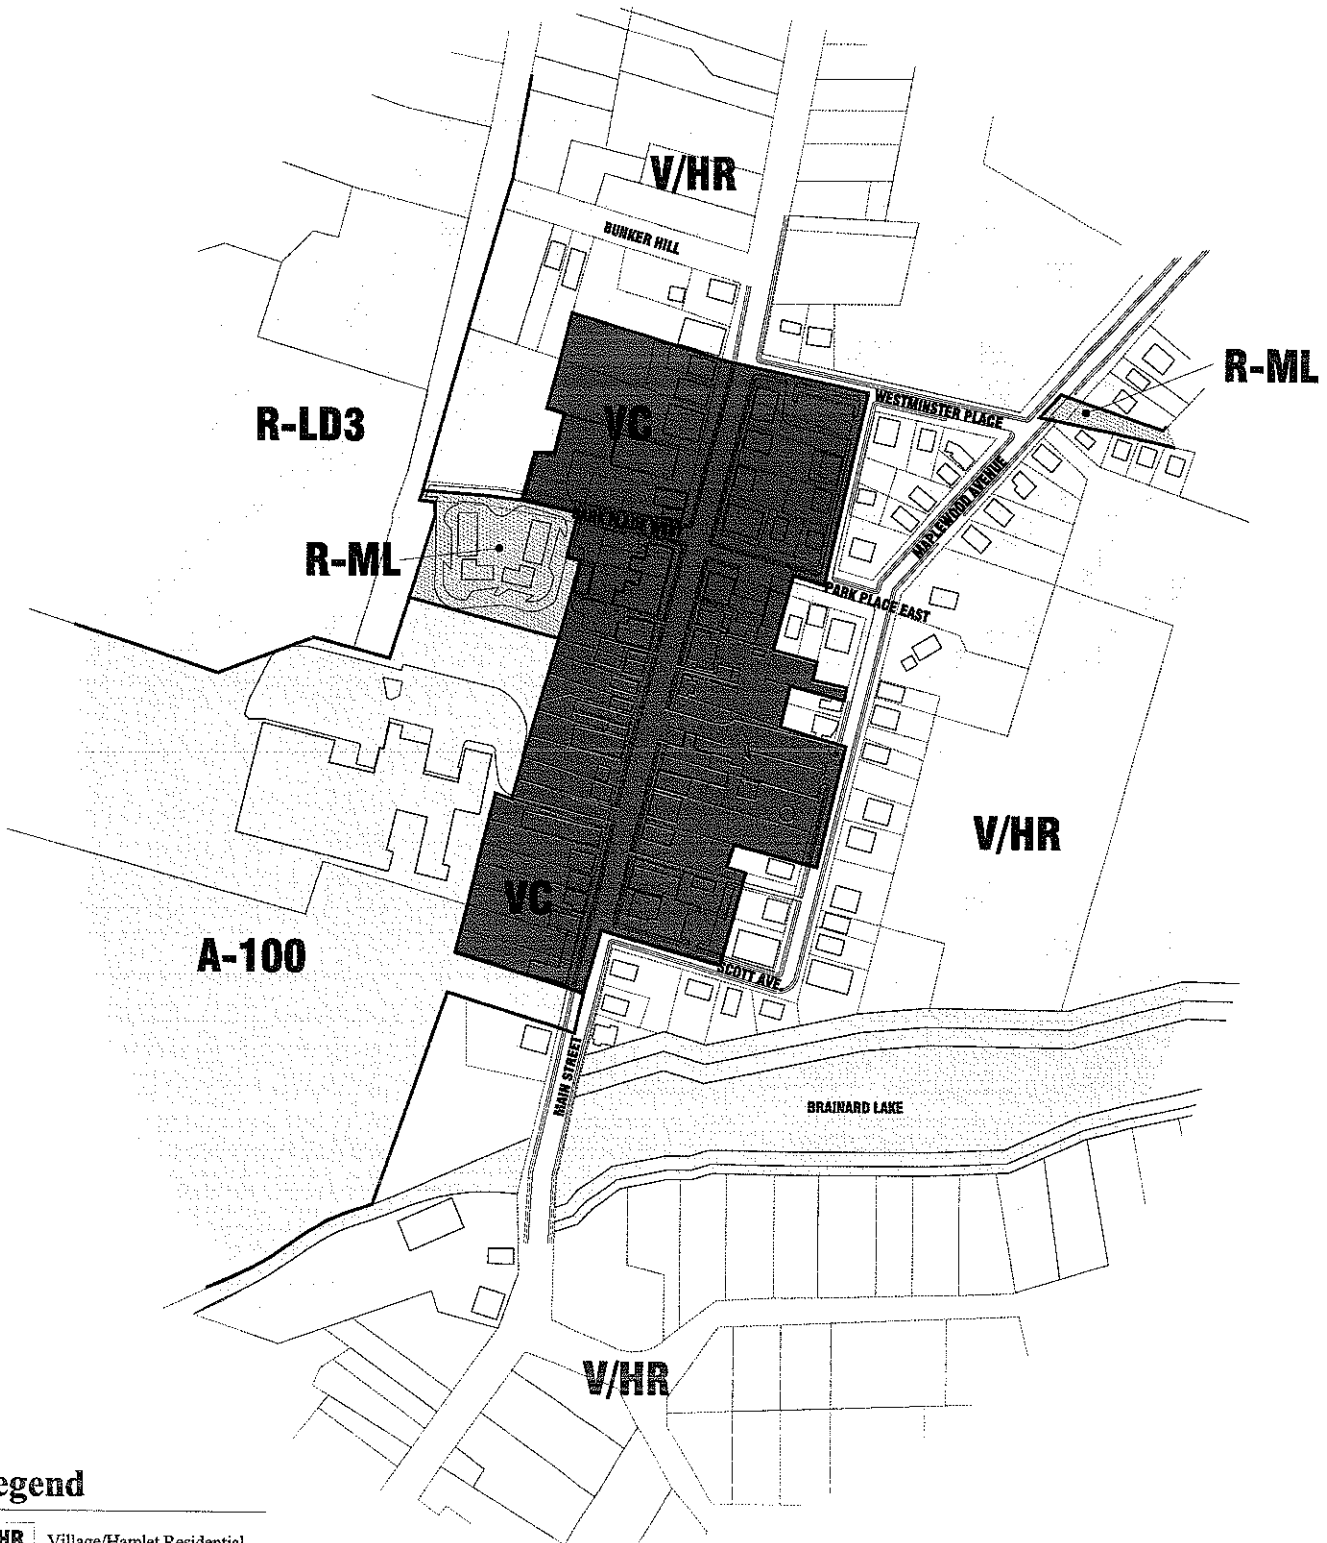 V/HR
BUNKER HILL
R-ML
WESTMINSTER PLACE
R-LD3
VC
MAPLEWOOD AVENUE
R-ML
PARK PLACE EAST
V/HR
VC
A-100
SCOTT AVE.
MAIN STREET
BRAINARD LAKE
V/HR
egend
HR Village/Hamlet Residential